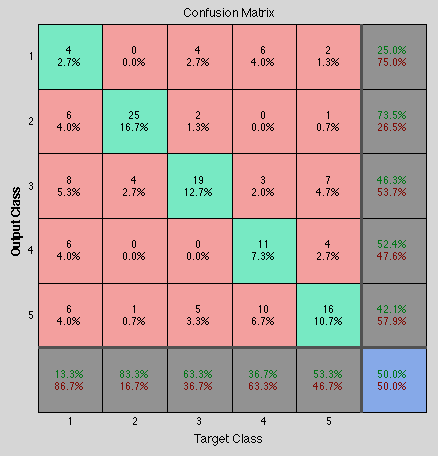 Confusion Matrix
Output Class
1
4 0 4 6 2 25.0%
2.7% 0.0% 2.7% 4.0% 1.3% 75.0%
2
6 25 2 0 1 73.5%
4.0% 16.7% 1.3% 0.0% 0.7% 26.5%
3
8 4 19 3 7 46.3%
5.3% 2.7% 12.7% 2.0% 4.7% 53.7%
4
6 0 0 11 4 52.4%
4.0% 0.0% 0.0% 7.3% 2.7% 47.6%
5
6 1 5 10 16 42.1%
4.0% 0.7% 3.3% 6.7% 10.7% 57.9%
13.3% 83.3% 63.3% 36.7% 53.3% 50.0%
86.7% 16.7% 36.7% 63.3% 46.7% 50.0%
1 2 3 4 5
Target Class